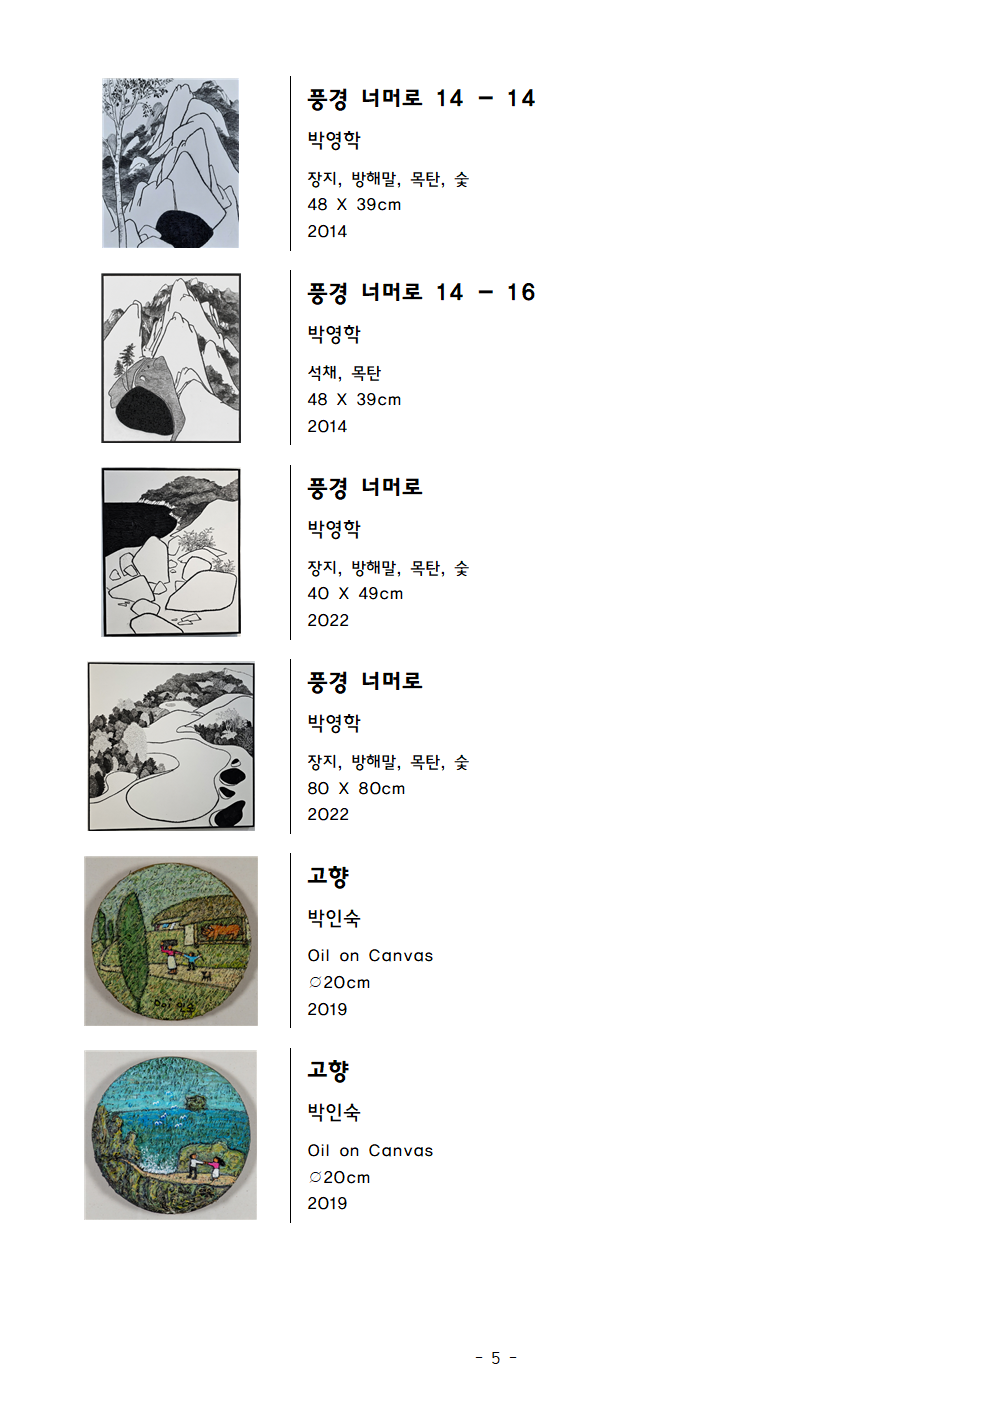 풍경 너머로 14 - 14
박영학
장지, 방해말, 목탄, 숯
48 X 39cm
2014
풍경 너머로 14 - 16
박영학
석채, 목탄
48 X 39cm
2014
풍경 너머로
박영학
장지, 방해말, 목탄, 숯
40 X 49cm
2022
풍경 너머로
박영학
장지, 방해말, 목탄, 숯
80 X 80cm
2022
고향
박인숙
Oil on Canvas
∅20cm
2019
고향
박인숙
Oil on Canvas
∅20cm
2019
- 5 -